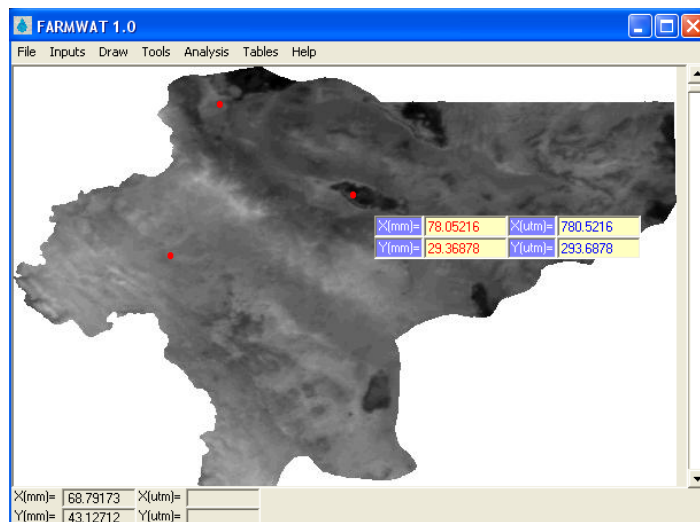 FARMWAT 1.0
File Inputs Draw Tools Analysis Tables Help
X(mm)= 78.05216 X(utm)= 780.5216
Y(mm)= 29.36878 Y(utm)= 293.6878
X(mm)= 68.79173 X(utm)=
Y(mm)= 43.12712 Y(utm)=